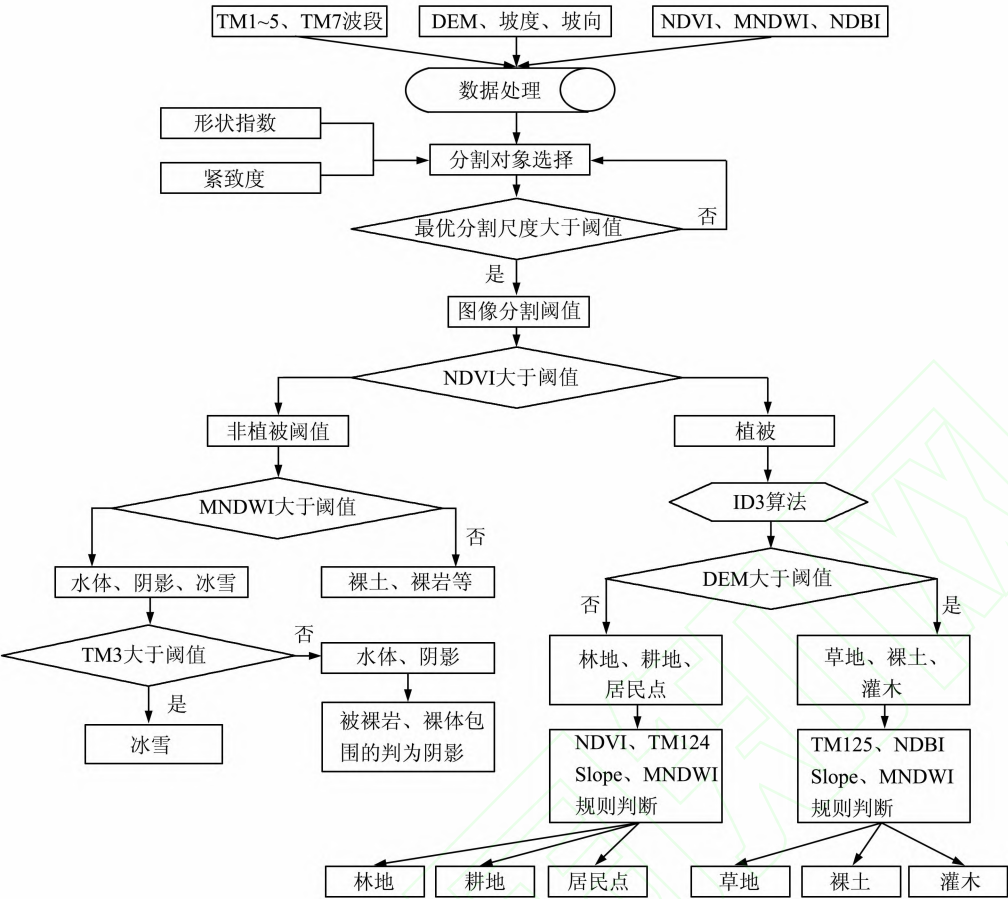 TM1~5、TM7波段
DEM、坡度、坡向
NDVI、MNDWI、NDBI
数据处理
形状指数
分割对象选择
紧致度
否
最优分割尺度大于阈值
是
图像分割阈值
NDVI大于阈值
非植被阈值
植被
MNDWI大于阈值
ID3算法
否
水体、阴影、冰雪
裸土、裸岩等
DEM大于阈值
否
是
TM3大于阈值
否
水体、阴影
林地、耕地、
居民点
草地、裸土、
灌木
是
冰雪
被裸岩、裸体包
围的判为阴影
NDVI、TM124
Slope、MNDWI
规则判断
TM125、NDBI
Slope、MNDWI
规则判断
林地
耕地
居民点
草地
裸土
灌木